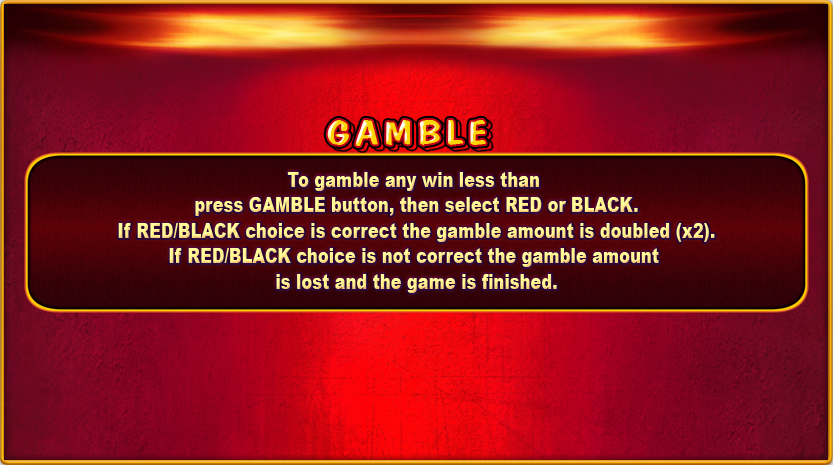 GAMBLE
To gamble any win less than
press GAMBLE button, then select RED or BLACK.
If RED/BLACK choice is correct the gamble amount is doubled (x2).
If RED/BLACK choice is not correct the gamble amount
is lost and the game is finished.